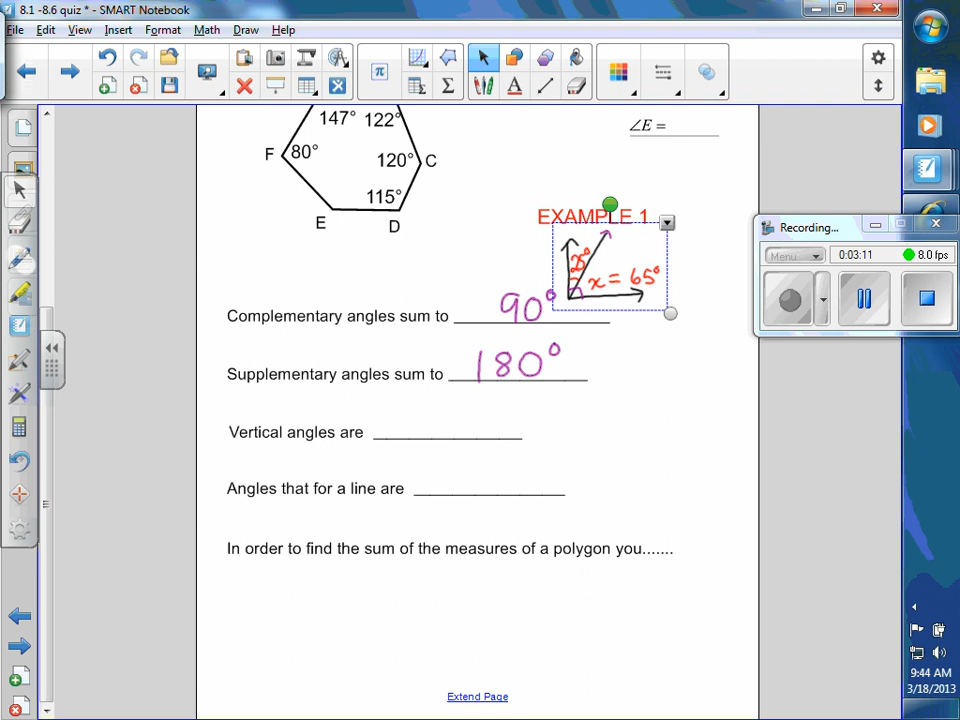 8.1 -8.6 quiz * - SMART Notebook
File Edit View Insert Format Math Draw Help
147° 122°
∠E =
F 80°
120° C
115°
E
D
EXAMPLE 1
25°
x = 65°
Recording...
Menu
0:03:11
8.0 fps
Complementary angles sum to 90°
Supplementary angles sum to 180°
Vertical angles are
Angles that for a line are
In order to find the sum of the measures of a polygon you.......
Extend Page
9:44 AM
3/18/2013